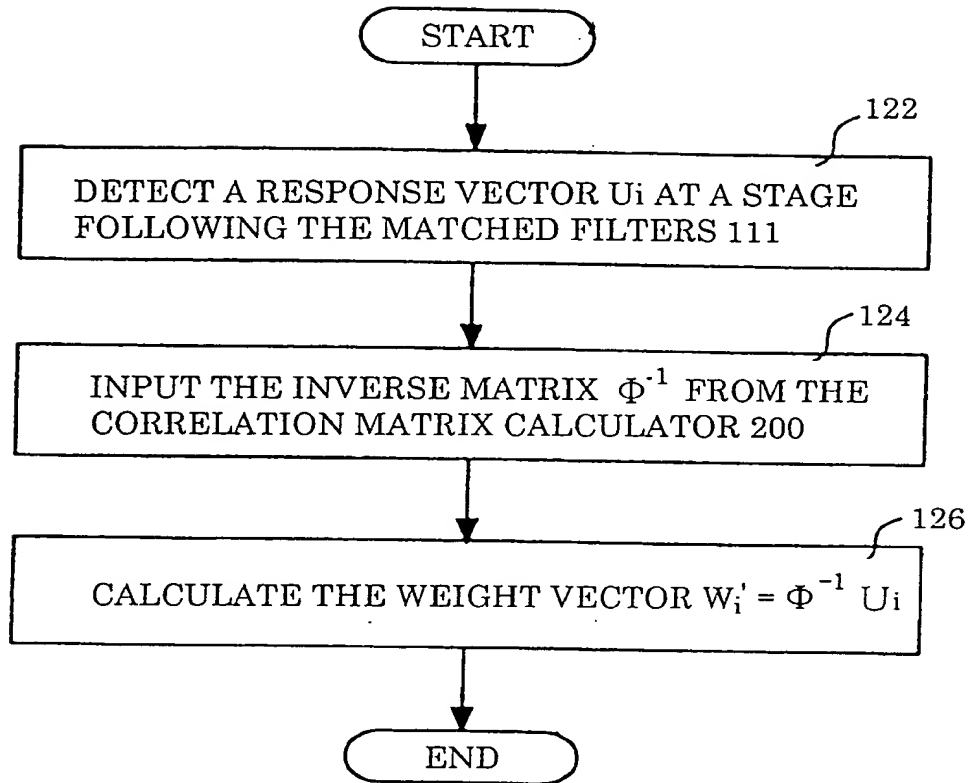 START
122
DETECT A RESPONSE VECTOR Ui AT A STAGE
FOLLOWING THE MATCHED FILTERS 111
124
INPUT THE INVERSE MATRIX Φ⁻¹ FROM THE
CORRELATION MATRIX CALCULATOR 200
126
CALCULATE THE WEIGHT VECTOR Wᵢ' = Φ⁻¹ Ui
END